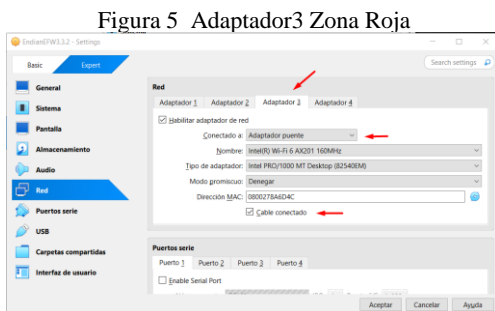 Figura 5  Adaptador3 Zona Roja
EndianEFW3.3.2 - Settings
Basic Expert Search settings
General
Sistema
Pantalla
Almacenamiento
Audio
Red
Puertos serie
USB
Carpetas compartidas
Interfaz de usuario
Red
Adaptador 1 Adaptador 2 Adaptador 3 Adaptador 4
Habilitar adaptador de red
Conectado a: Adaptador puente
Nombre: Intel(R) Wi-Fi 6 AX201 160MHz
Tipo de adaptador: Intel PRO/1000 MT Desktop (82540EM)
Modo promiscuo: Denegar
Dirección MAC: 0800278A6D4C
Cable conectado
Puertos serie
Puerto 1 Puerto 2 Puerto 3 Puerto 4
Enable Serial Port
Aceptar Cancelar Ayuda